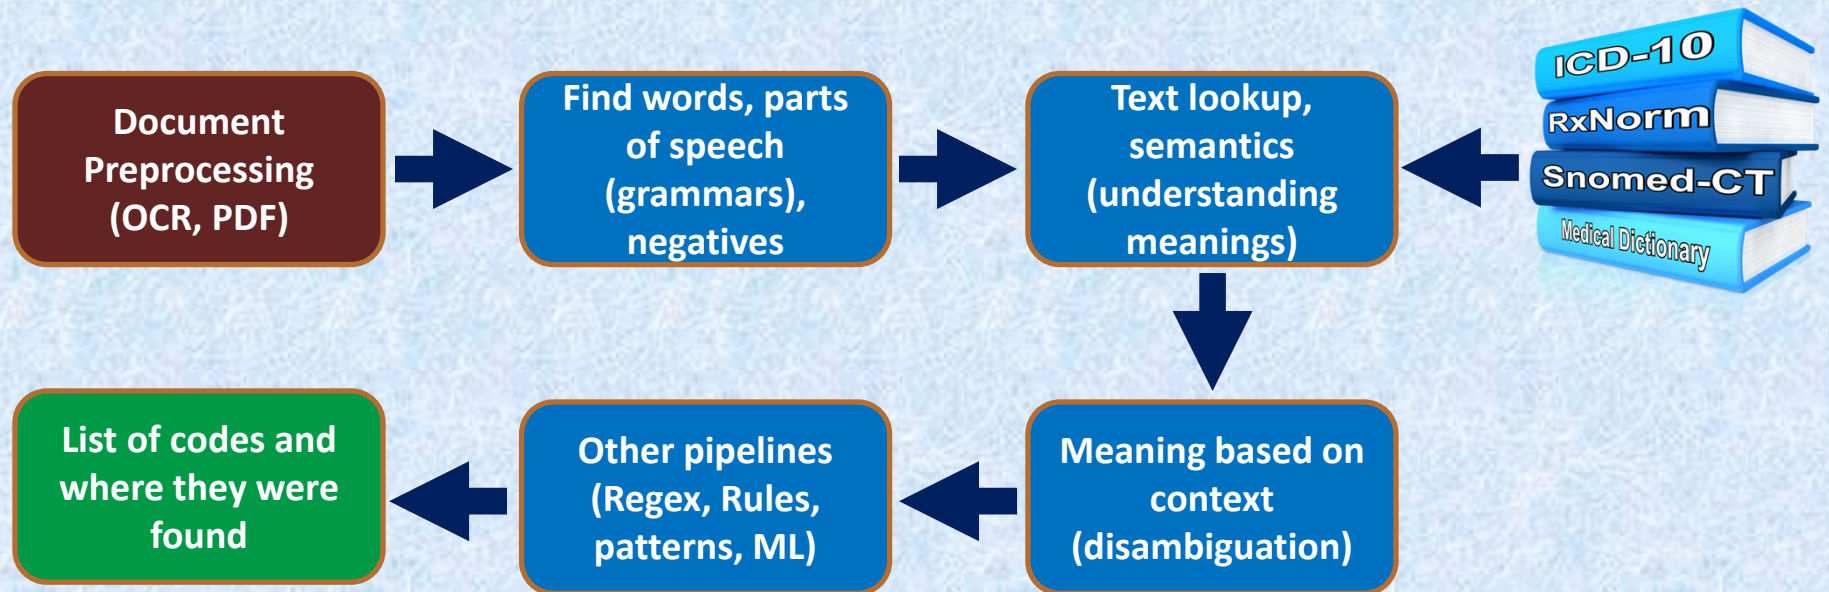 Document
Preprocessing
(OCR, PDF)
Find words, parts
of speech
(grammars),
negatives
Text lookup,
semantics
(understanding
meanings)
ICD-10
RxNorm
Snomed-CT
Medical Dictionary
List of codes and
where they were
found
Other pipelines
(Regex, Rules,
patterns, ML)
Meaning based on
context
(disambiguation)